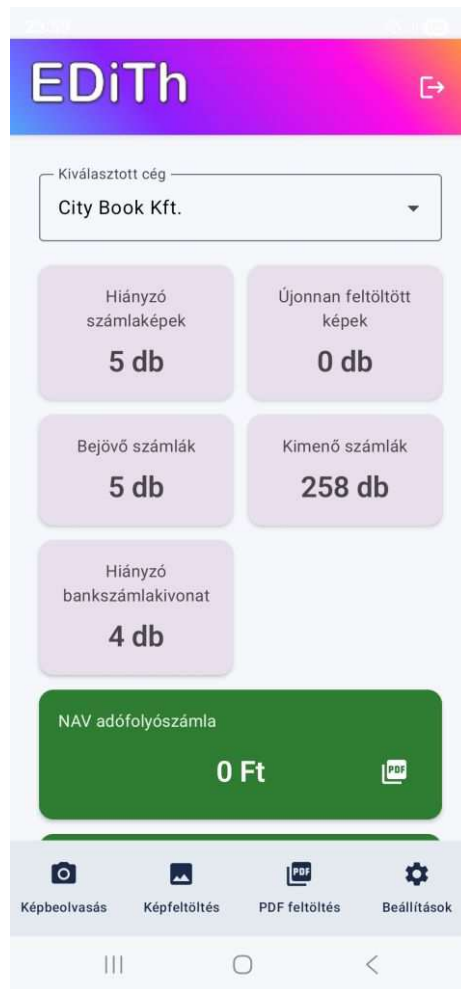 EDiTh
Kiválasztott cég
City Book Kft.
Hiányzó
számlaképek
5 db
Újonnan feltöltött
képek
0 db
Bejövő számlák
5 db
Kimenő számlák
258 db
Hiányzó
bankszámlakivonat
4 db
NAV adófolyószámla
0 Ft
PDF
PDF
Képbeolvasás
Képfeltöltés
PDF feltöltés
Beállítások